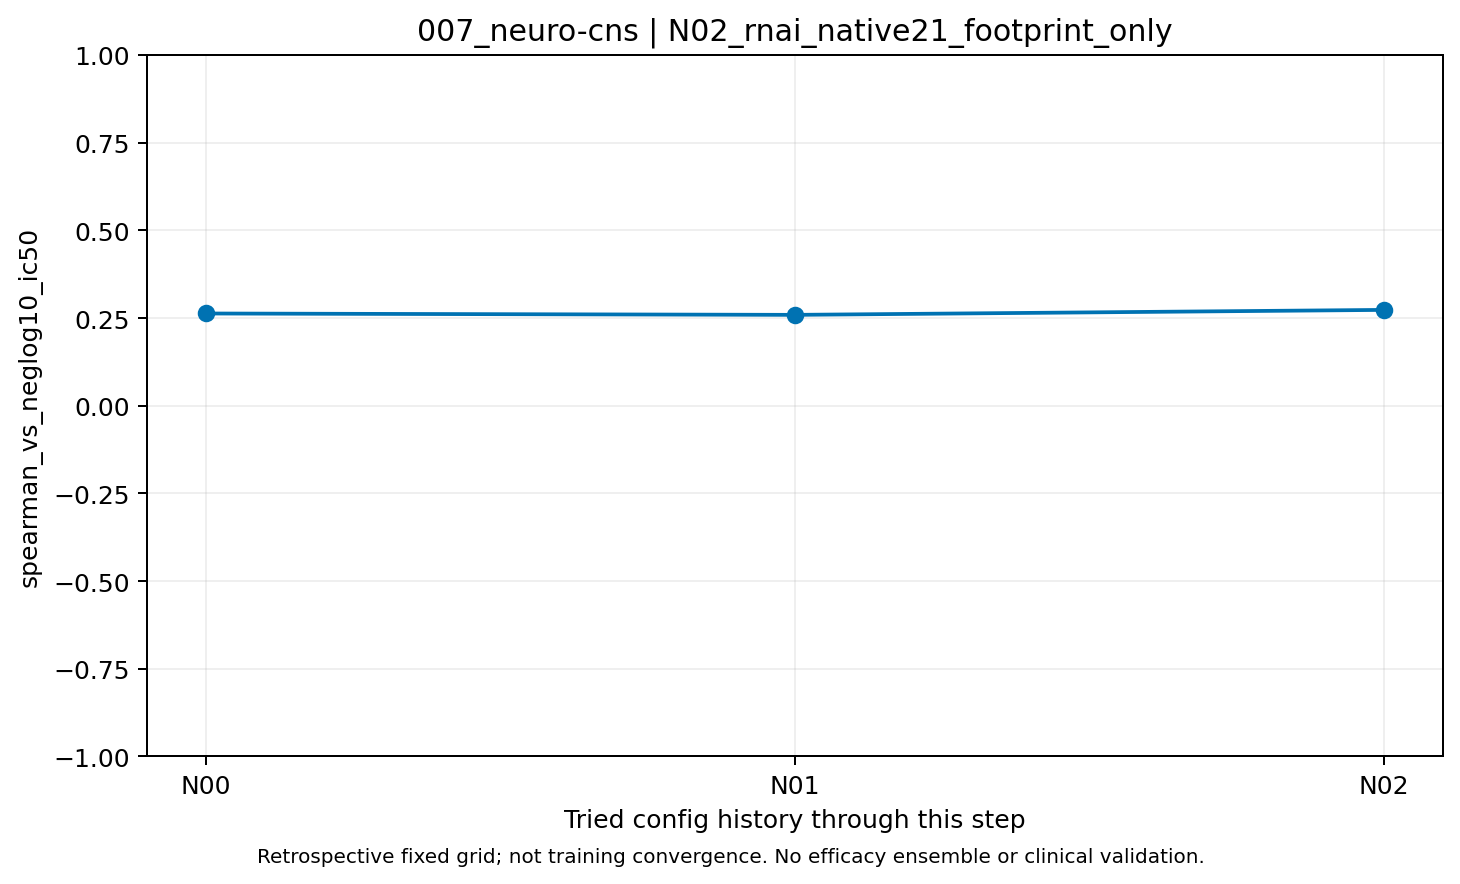 007_neuro-cns | N02_rnai_native21_footprint_only
spearman_vs_neglog10_ic50
1.00
0.75
0.50
0.25
0.00
−0.25
−0.50
−0.75
−1.00
N00 N01 N02
Tried config history through this step
Retrospective fixed grid; not training convergence. No efficacy ensemble or clinical validation.